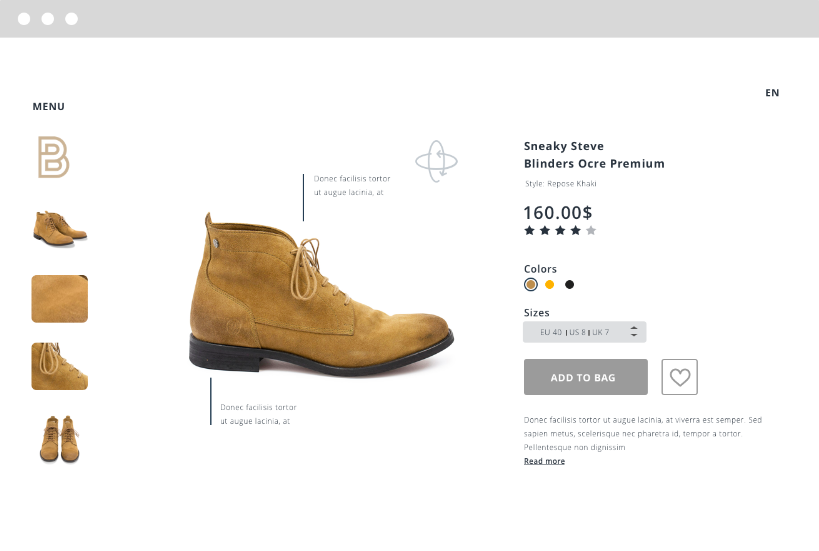 EN
MENU
B
Donec facilisis tortor
ut augue lacinia, at
Donec facilisis tortor
ut augue lacinia, at
Sneaky Steve
Blinders Ocre Premium
Style: Repose Khaki
160.00$
Colors
Sizes
EU 40 | US 8 | UK 7
ADD TO BAG
Donec facilisis tortor ut augue lacinia, at viverra est semper. Sed
sapien metus, scelerisque nec pharetra id, tempor a tortor.
Pellentesque non dignissim
Read more